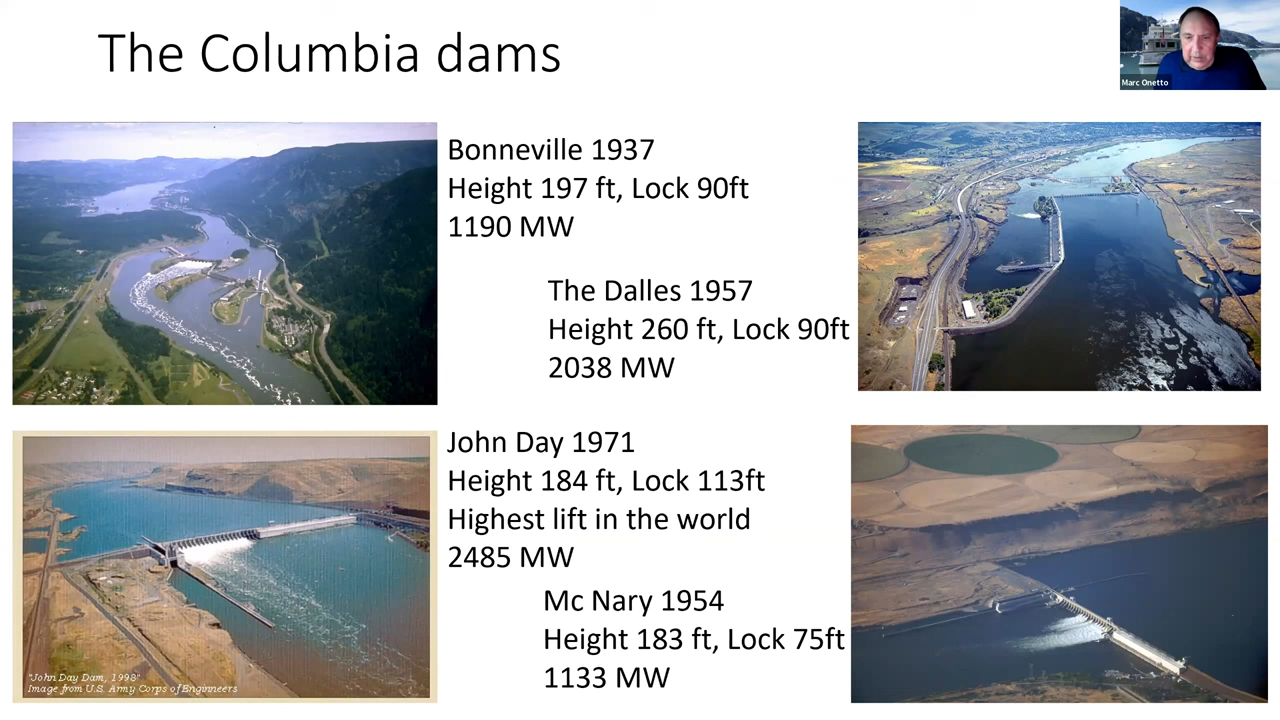 The Columbia dams
Marc Onetto
Bonneville 1937
Height 197 ft, Lock 90ft
1190 MW
The Dalles 1957
Height 260 ft, Lock 90ft
2038 MW
John Day 1971
Height 184 ft, Lock 113ft
Highest lift in the world
2485 MW
Mc Nary 1954
Height 183 ft, Lock 75ft
1133 MW
"John Day Dam, 1998"
Image from U.S. Army Corps of Engineers